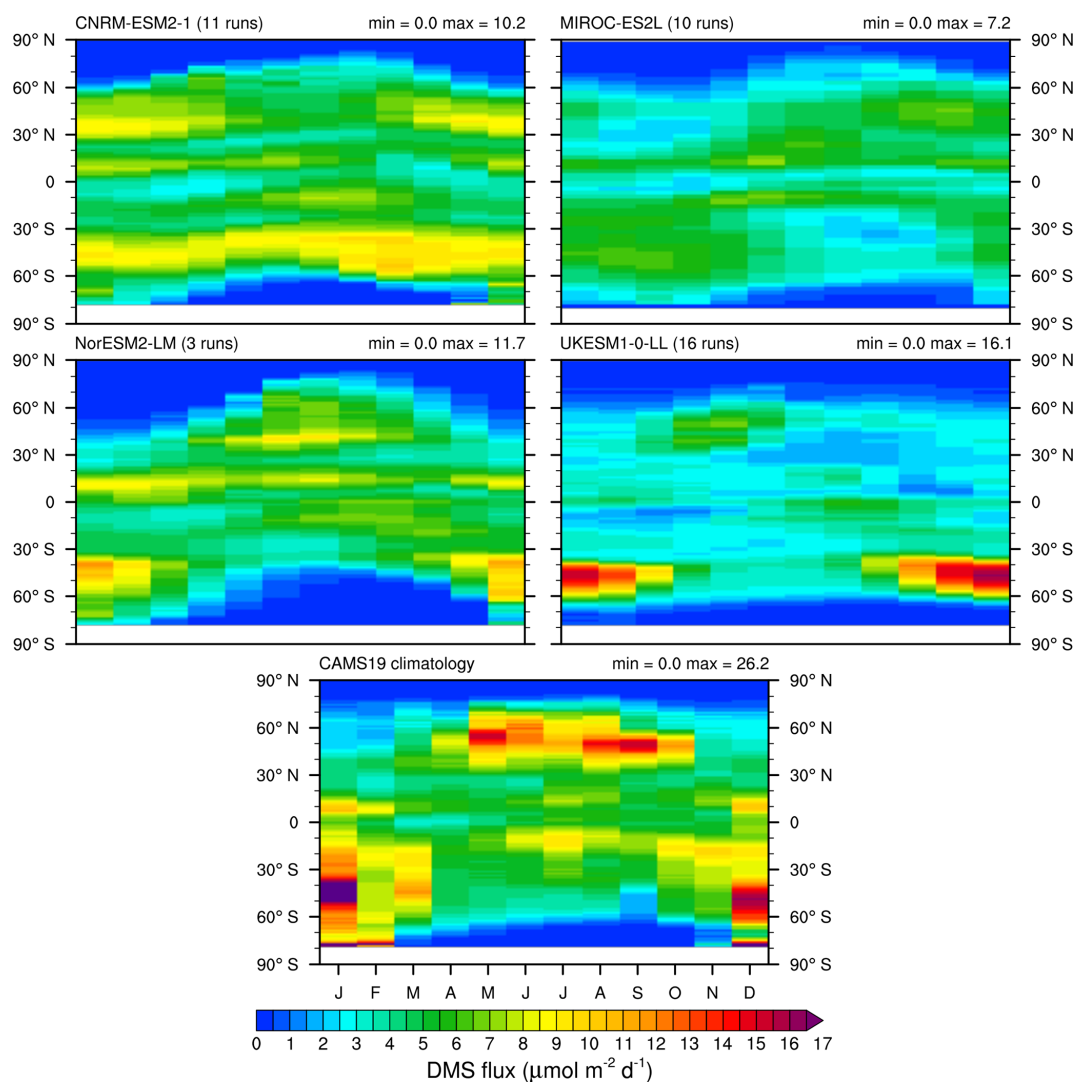 CNRM-ESM2-1 (11 runs) min = 0.0 max = 10.2
MIROC-ES2L (10 runs) min = 0.0 max = 7.2
90° N 90° N
60° N 60° N
30° N 30° N
0 0
30° S 30° S
60° S 60° S
90° S 90° S
NorESM2-LM (3 runs) min = 0.0 max = 11.7
UKESM1-0-LL (16 runs) min = 0.0 max = 16.1
90° N 90° N
60° N 60° N
30° N 30° N
0 0
30° S 30° S
60° S 60° S
90° S 90° S
CAMS19 climatology min = 0.0 max = 26.2
90° N 90° N
60° N 60° N
30° N 30° N
0 0
30° S 30° S
60° S 60° S
90° S 90° S
J F M A M J J A S O N D
0 1 2 3 4 5 6 7 8 9 10 11 12 13 14 15 16 17
DMS flux (μmol m⁻² d⁻¹)